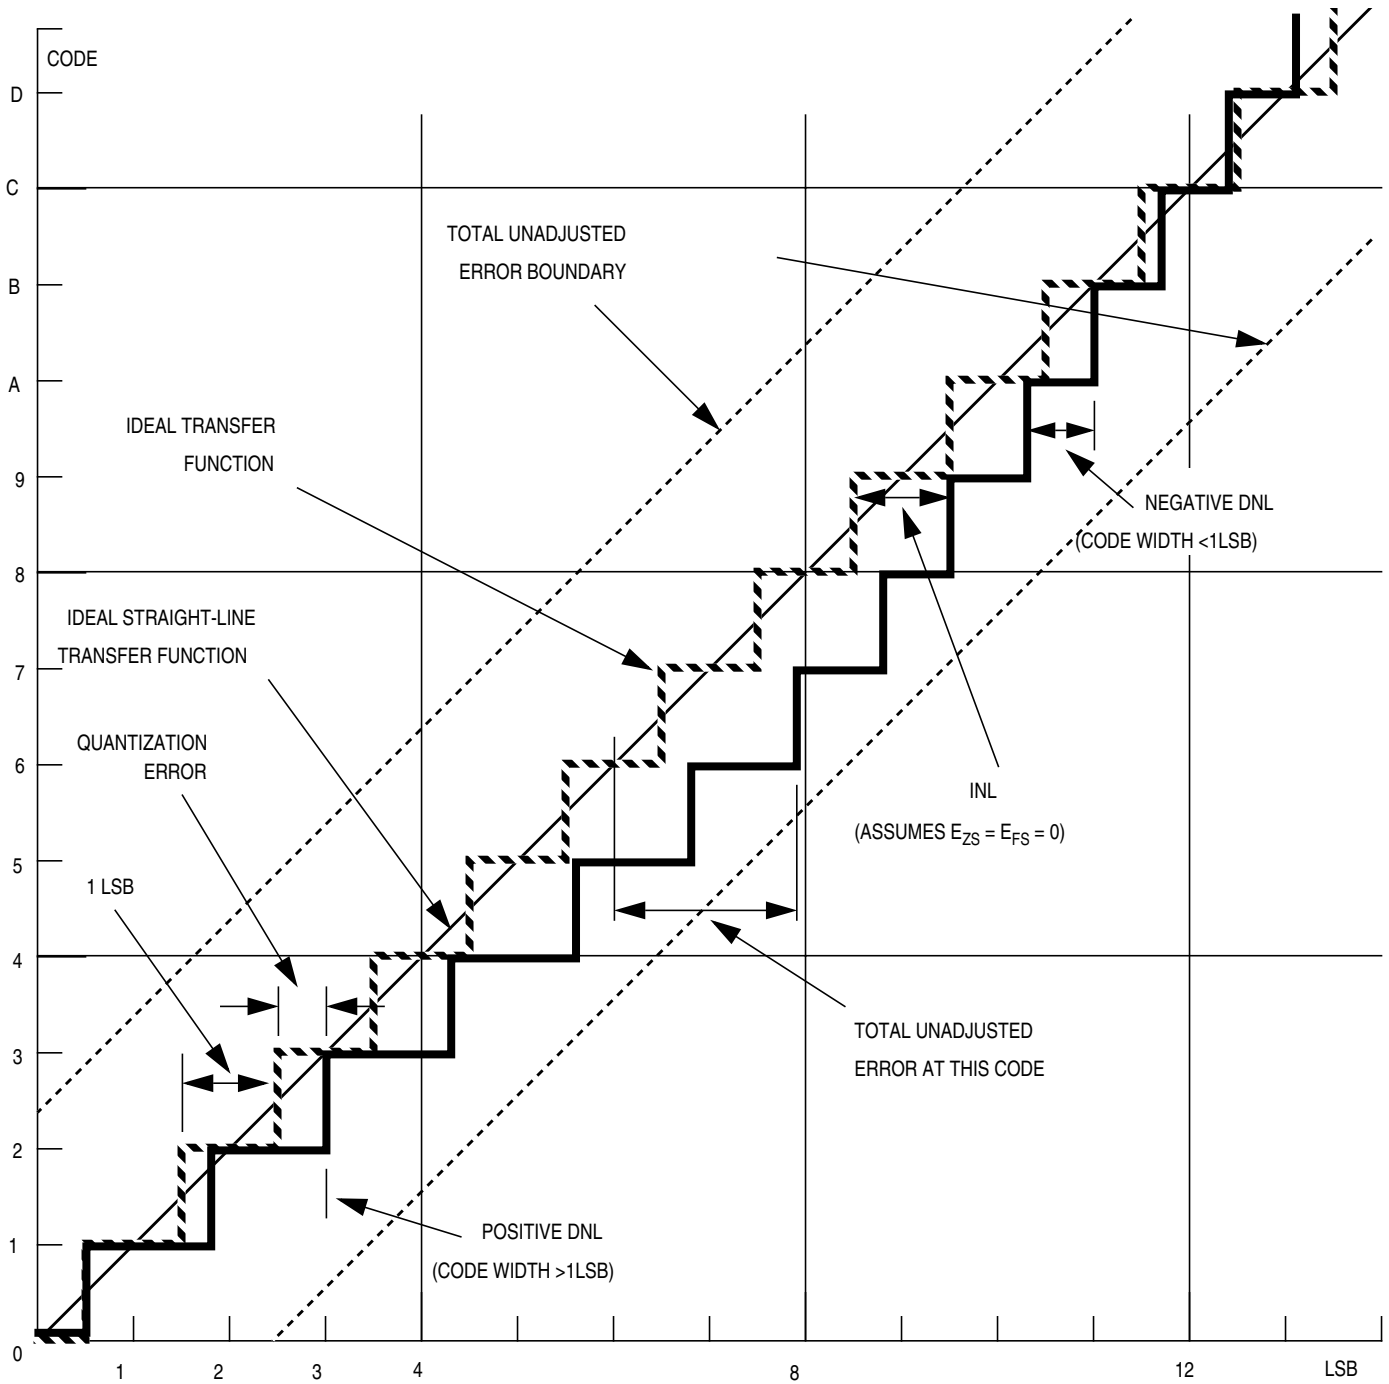 CODE
D
C
TOTAL UNADJUSTED
ERROR BOUNDARY
B
A
IDEAL TRANSFER
FUNCTION
9
NEGATIVE DNL
(CODE WIDTH <1LSB)
8
IDEAL STRAIGHT-LINE
TRANSFER FUNCTION
7
QUANTIZATION
ERROR
6
INL
(ASSUMES E_ZS = E_FS = 0)
5
1 LSB
4
TOTAL UNADJUSTED
ERROR AT THIS CODE
3
2
POSITIVE DNL
(CODE WIDTH >1LSB)
1
0
1 2 3 4 8 12 LSB